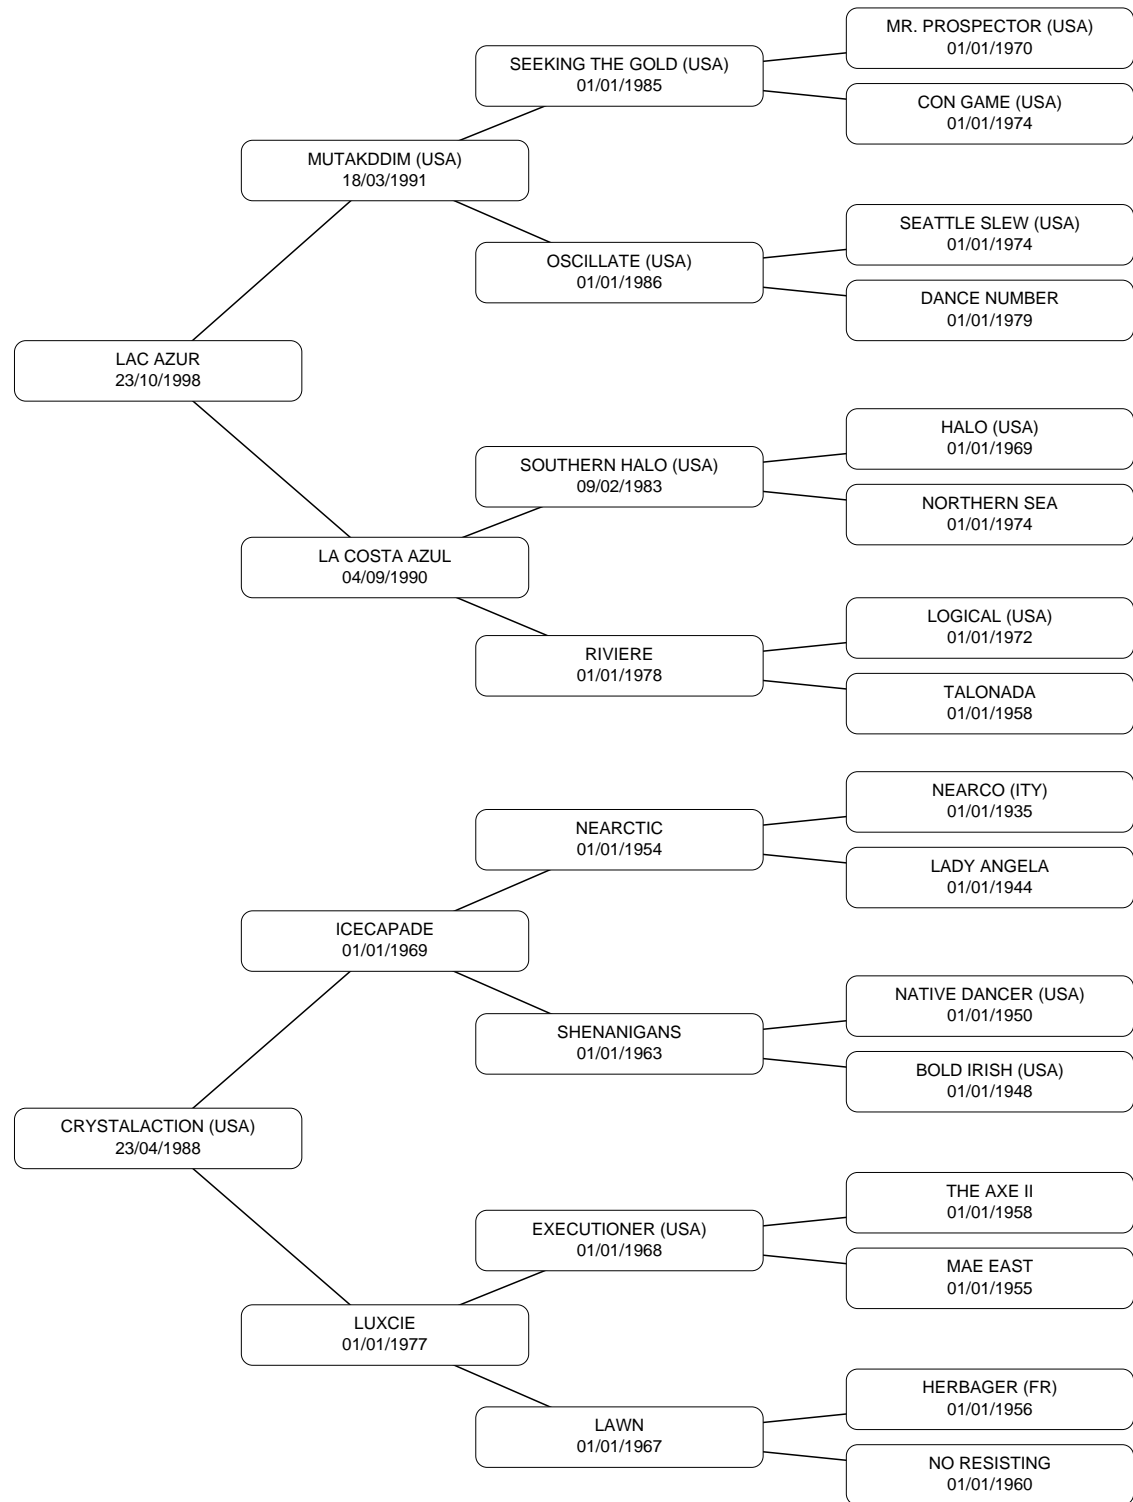 MR. PROSPECTOR (USA)
01/01/1970
SEEKING THE GOLD (USA)
01/01/1985
CON GAME (USA)
01/01/1974
MUTAKDDIM (USA)
18/03/1991
SEATTLE SLEW (USA)
01/01/1974
OSCILLATE (USA)
01/01/1986
DANCE NUMBER
01/01/1979
LAC AZUR
23/10/1998
HALO (USA)
01/01/1969
SOUTHERN HALO (USA)
09/02/1983
NORTHERN SEA
01/01/1974
LA COSTA AZUL
04/09/1990
LOGICAL (USA)
01/01/1972
RIVIERE
01/01/1978
TALONADA
01/01/1958
NEARCO (ITY)
01/01/1935
NEARCTIC
01/01/1954
LADY ANGELA
01/01/1944
ICECAPADE
01/01/1969
NATIVE DANCER (USA)
01/01/1950
SHENANIGANS
01/01/1963
BOLD IRISH (USA)
01/01/1948
CRYSTALACTION (USA)
23/04/1988
THE AXE II
01/01/1958
EXECUTIONER (USA)
01/01/1968
MAE EAST
01/01/1955
LUXCIE
01/01/1977
HERBAGER (FR)
01/01/1956
LAWN
01/01/1967
NO RESISTING
01/01/1960